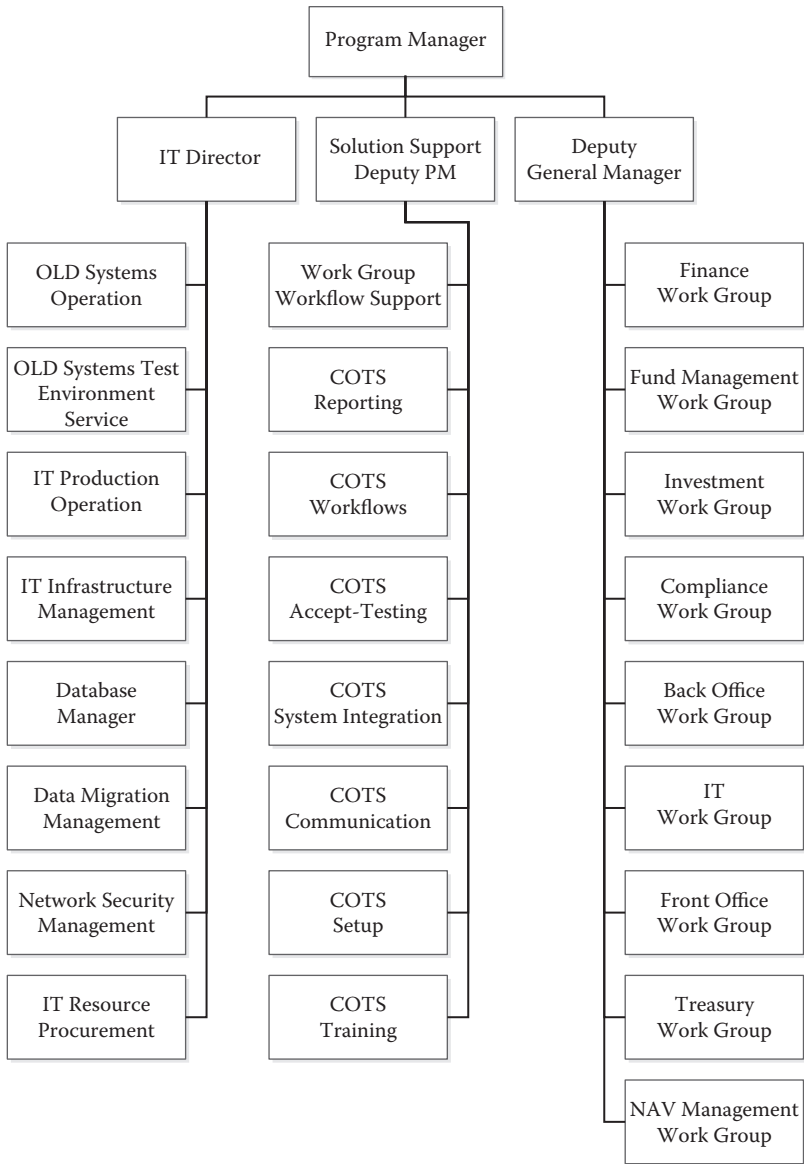 Program Manager
IT Director
Solution Support
Deputy PM
Deputy
General Manager
OLD Systems
Operation
OLD Systems Test
Environment
Service
IT Production
Operation
IT Infrastructure
Management
Database
Manager
Data Migration
Management
Network Security
Management
IT Resource
Procurement
Work Group
Workflow Support
COTS
Reporting
COTS
Workflows
COTS
Accept-Testing
COTS
System Integration
COTS
Communication
COTS
Setup
COTS
Training
Finance
Work Group
Fund Management
Work Group
Investment
Work Group
Compliance
Work Group
Back Office
Work Group
IT
Work Group
Front Office
Work Group
Treasury
Work Group
NAV Management
Work Group